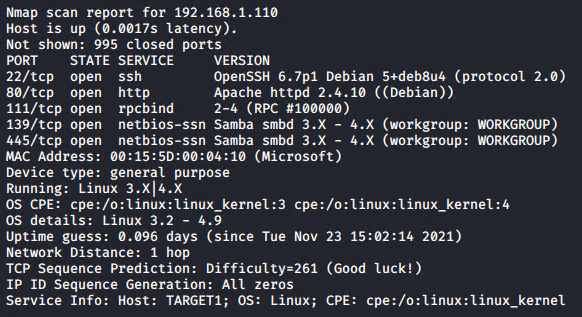 Nmap scan report for 192.168.1.110
Host is up (0.0017s latency).
Not shown: 995 closed ports
PORT    STATE SERVICE     VERSION
22/tcp  open  ssh         OpenSSH 6.7p1 Debian 5+deb8u4 (protocol 2.0)
80/tcp  open  http        Apache httpd 2.4.10 ((Debian))
111/tcp open  rpcbind     2-4 (RPC #100000)
139/tcp open  netbios-ssn Samba smbd 3.X - 4.X (workgroup: WORKGROUP)
445/tcp open  netbios-ssn Samba smbd 3.X - 4.X (workgroup: WORKGROUP)
MAC Address: 00:15:5D:00:04:10 (Microsoft)
Device type: general purpose
Running: Linux 3.X|4.X
OS CPE: cpe:/o:linux:linux_kernel:3 cpe:/o:linux:linux_kernel:4
OS details: Linux 3.2 - 4.9
Uptime guess: 0.096 days (since Tue Nov 23 15:02:14 2021)
Network Distance: 1 hop
TCP Sequence Prediction: Difficulty=261 (Good luck!)
IP ID Sequence Generation: All zeros
Service Info: Host: TARGET1; OS: Linux; CPE: cpe:/o:linux:linux_kernel